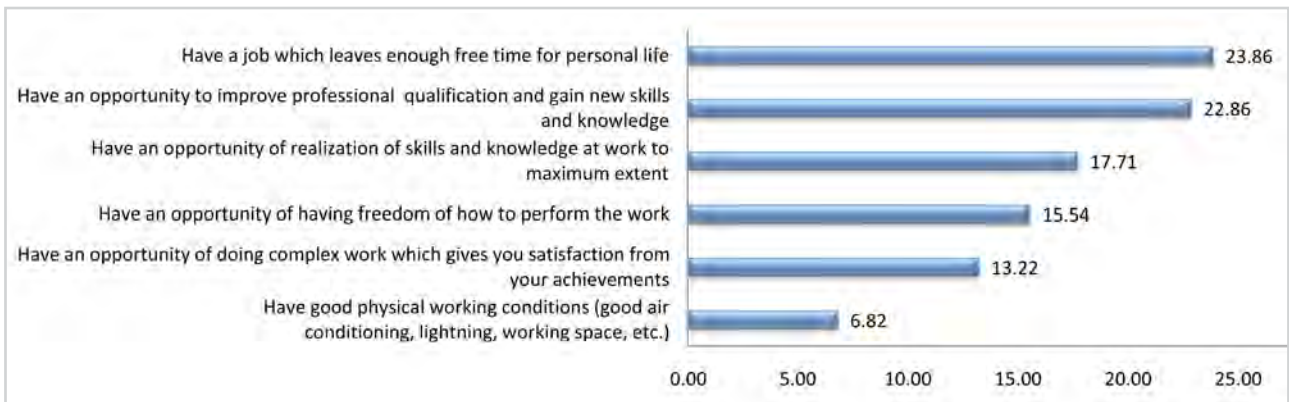 Have a job which leaves enough free time for personal life
23.86
Have an opportunity to improve professional qualification and gain new skills
and knowledge
22.86
Have an opportunity of realization of skills and knowledge at work to
maximum extent
17.71
Have an opportunity of having freedom of how to perform the work
15.54
Have an opportunity of doing complex work which gives you satisfaction from
your achievements
13.22
Have good physical working conditions (good air
conditioning, lightning, working space, etc.)
6.82
0.00 5.00 10.00 15.00 20.00 25.00